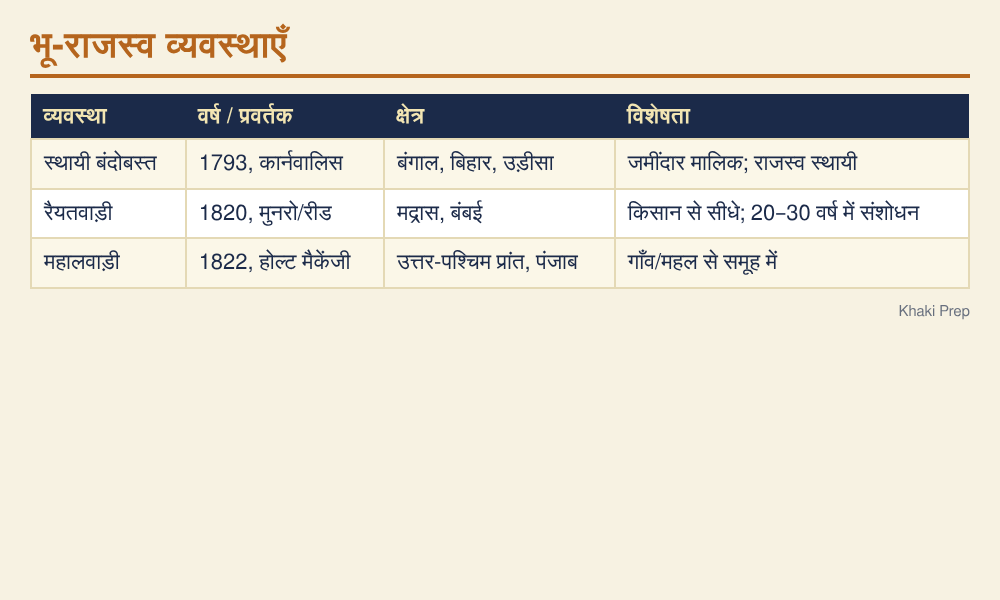 भू-राजस्व व्यवस्थाएँ
व्यवस्था वर्ष / प्रवर्तक क्षेत्र विशेषता
स्थायी बंदोबस्त 1793, कार्नवालिस बंगाल, बिहार, उड़ीसा जमींदार मालिक; राजस्व स्थायी
रैयतवाड़ी 1820, मुनरो/रीड मद्रास, बंबई किसान से सीधे; 20–30 वर्ष में संशोधन
महालवाड़ी 1822, होल्ट मैकेंजी उत्तर-पश्चिम प्रांत, पंजाब गाँव/महल से समूह में
Khaki Prep